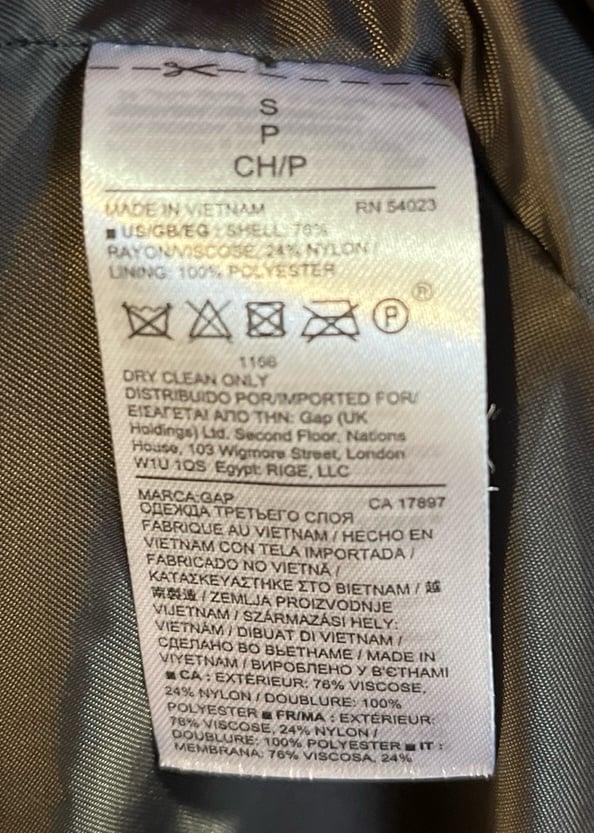 S
P
CH/P
MADE IN VIETNAM RN 54023
■ US/GB/EG : SHELL: 76%
RAYON/VISCOSE, 24% NYLON /
LINING: 100% POLYESTER
P ®
1166
DRY CLEAN ONLY
DISTRIBUIDO POR/IMPORTED FOR/
ΕΙΣΑΓΕΤΑΙ ΑΠΟ ΤΗΝ: Gap (UK
Holdings) Ltd. Second Floor, Nations
House, 103 Wigmore Street, London
W1U 1QS Egypt: RIGE, LLC
MARCA:GAP CA 17897
ОДЕЖДА ТРЕТЬЕГО СЛОЯ
FABRIQUE AU VIETNAM / HECHO EN
VIETNAM CON TELA IMPORTADA /
FABRICADO NO VIETNÃ /
ΚΑΤΑΣΚΕΥΑΣΤΗΚΕ ΣΤΟ ΒΙΕΤΝΑΜ / 越
南製造 / ZEMLJA PROIZVODNJE
VIJETNAM / SZÁRMAZÁSI HELY:
VIETNÁM / DIBUAT DI VIETNAM /
СДЕЛАНО ВО ВЬЕТНАМЕ / MADE IN
VIYETNAM / ВИРОБЛЕНО У В'ЄТНАМІ
■ CA : EXTÉRIEUR: 76% VISCOSE,
24% NYLON / DOUBLURE: 100%
POLYESTER ■ FR/MA : EXTÉRIEUR:
76% VISCOSE, 24% NYLON /
DOUBLURE: 100% POLYESTER ■ IT :
MEMBRANA: 76% VISCOSA, 24%